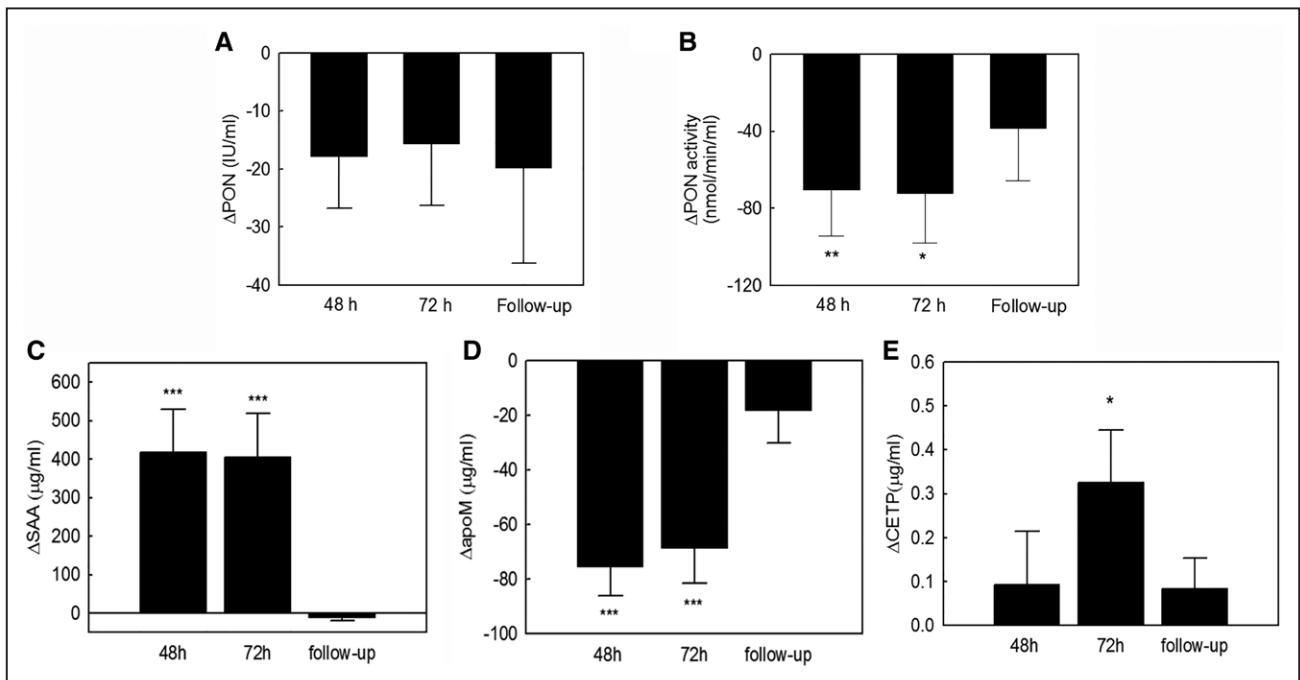 A
ΔPON (IU/ml)
0
-10
-20
-30
-40
48 h
72 h
Follow-up
B
ΔPON activity
(nmol/min/ml)
0
-40
-80
-120
**
*
48 h
72 h
Follow-up
C
ΔSAA (μg/ml)
600
500
400
300
200
100
0
***
***
48h
72h
follow-up
D
ΔapoM (μg/ml)
0
-20
-40
-60
-80
-100
***
***
48h
72h
follow-up
E
ΔCETP(μg/ml)
0.6
0.5
0.4
0.3
0.2
0.1
0.0
*
48h
72h
follow-up